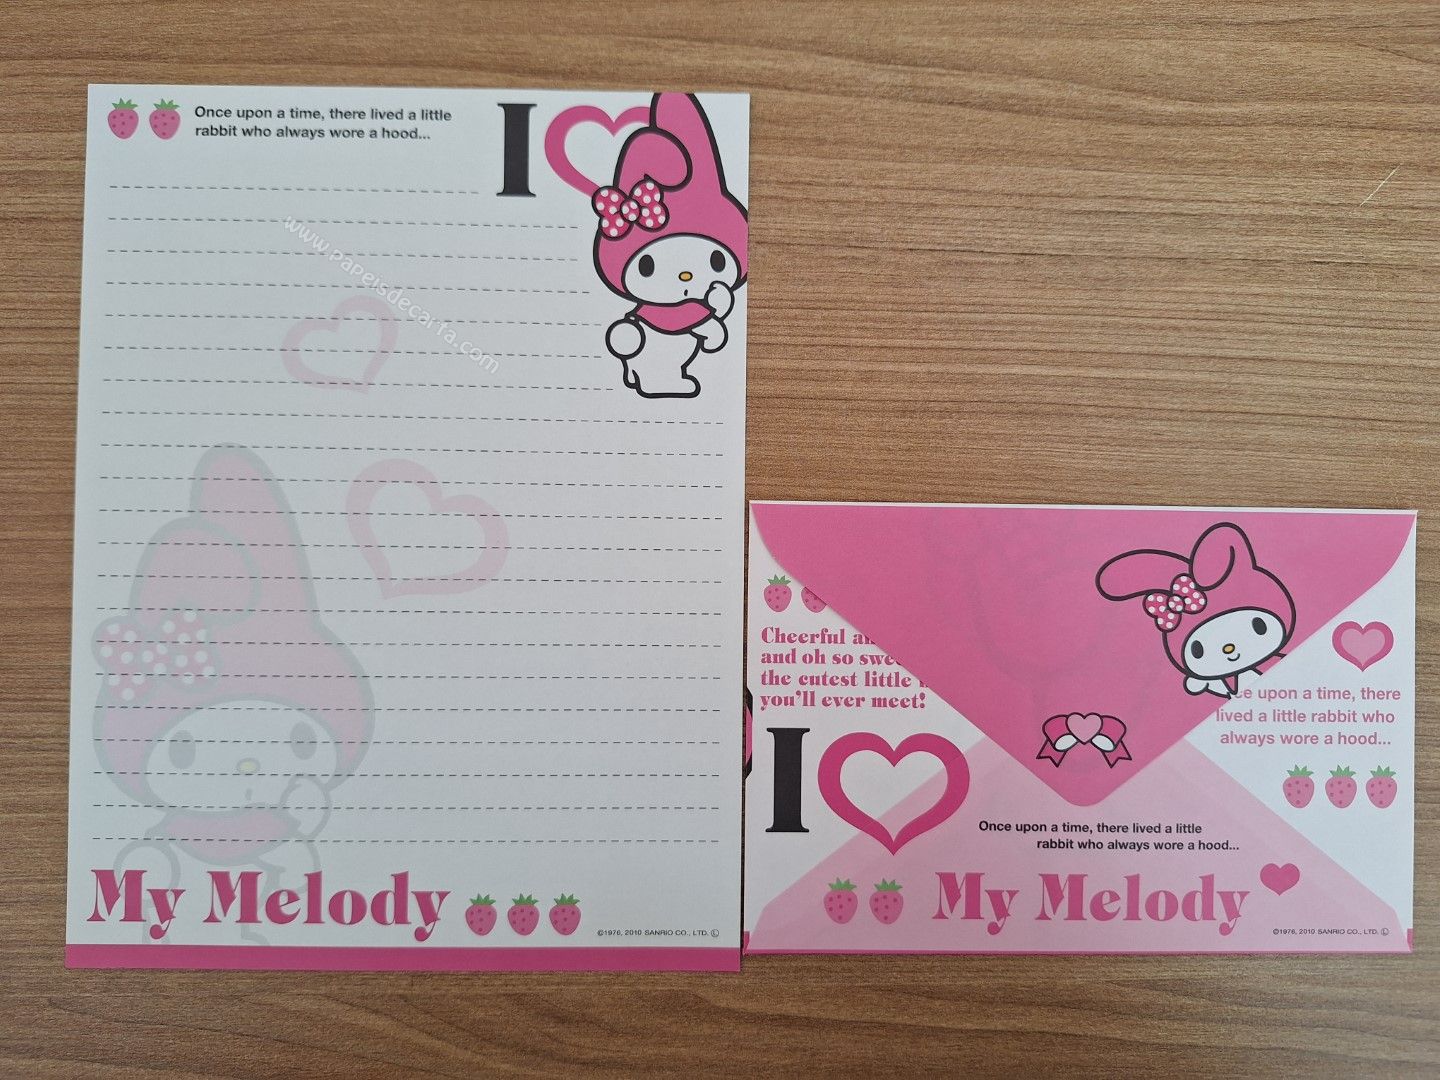 Once upon a time, there lived a little
rabbit who always wore a hood...
I
www.papeisdecarta.com
My Melody
©1976, 2010 SANRIO CO., LTD. Ⓛ
Cheerful
and oh so
the cutest little
you'll ever meet!
upon a time, there
lived a little rabbit who
always wore a hood...
I
Once upon a time, there lived a little
rabbit who always wore a hood...
My Melody
©1976, 2010 SANRIO CO., LTD. Ⓛ